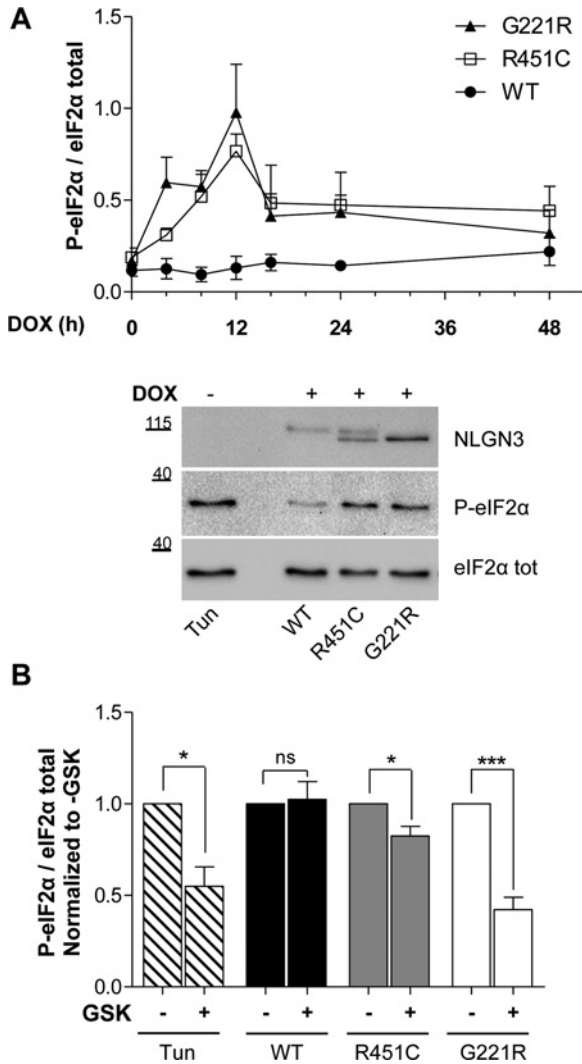 A
G221R
R451C
WT
P-eIF2α / eIF2α total
1.5
1.0
0.5
0.0
DOX (h) 0 12 24 36 48
DOX - + + +
115
NLGN3
40
P-eIF2α
40
eIF2α tot
Tun WT R451C G221R
B
P-eIF2α / eIF2α total
Normalized to -GSK
1.5
1.0
0.5
0.0
* ns * ***
GSK - + - + - + - +
Tun WT R451C G221R